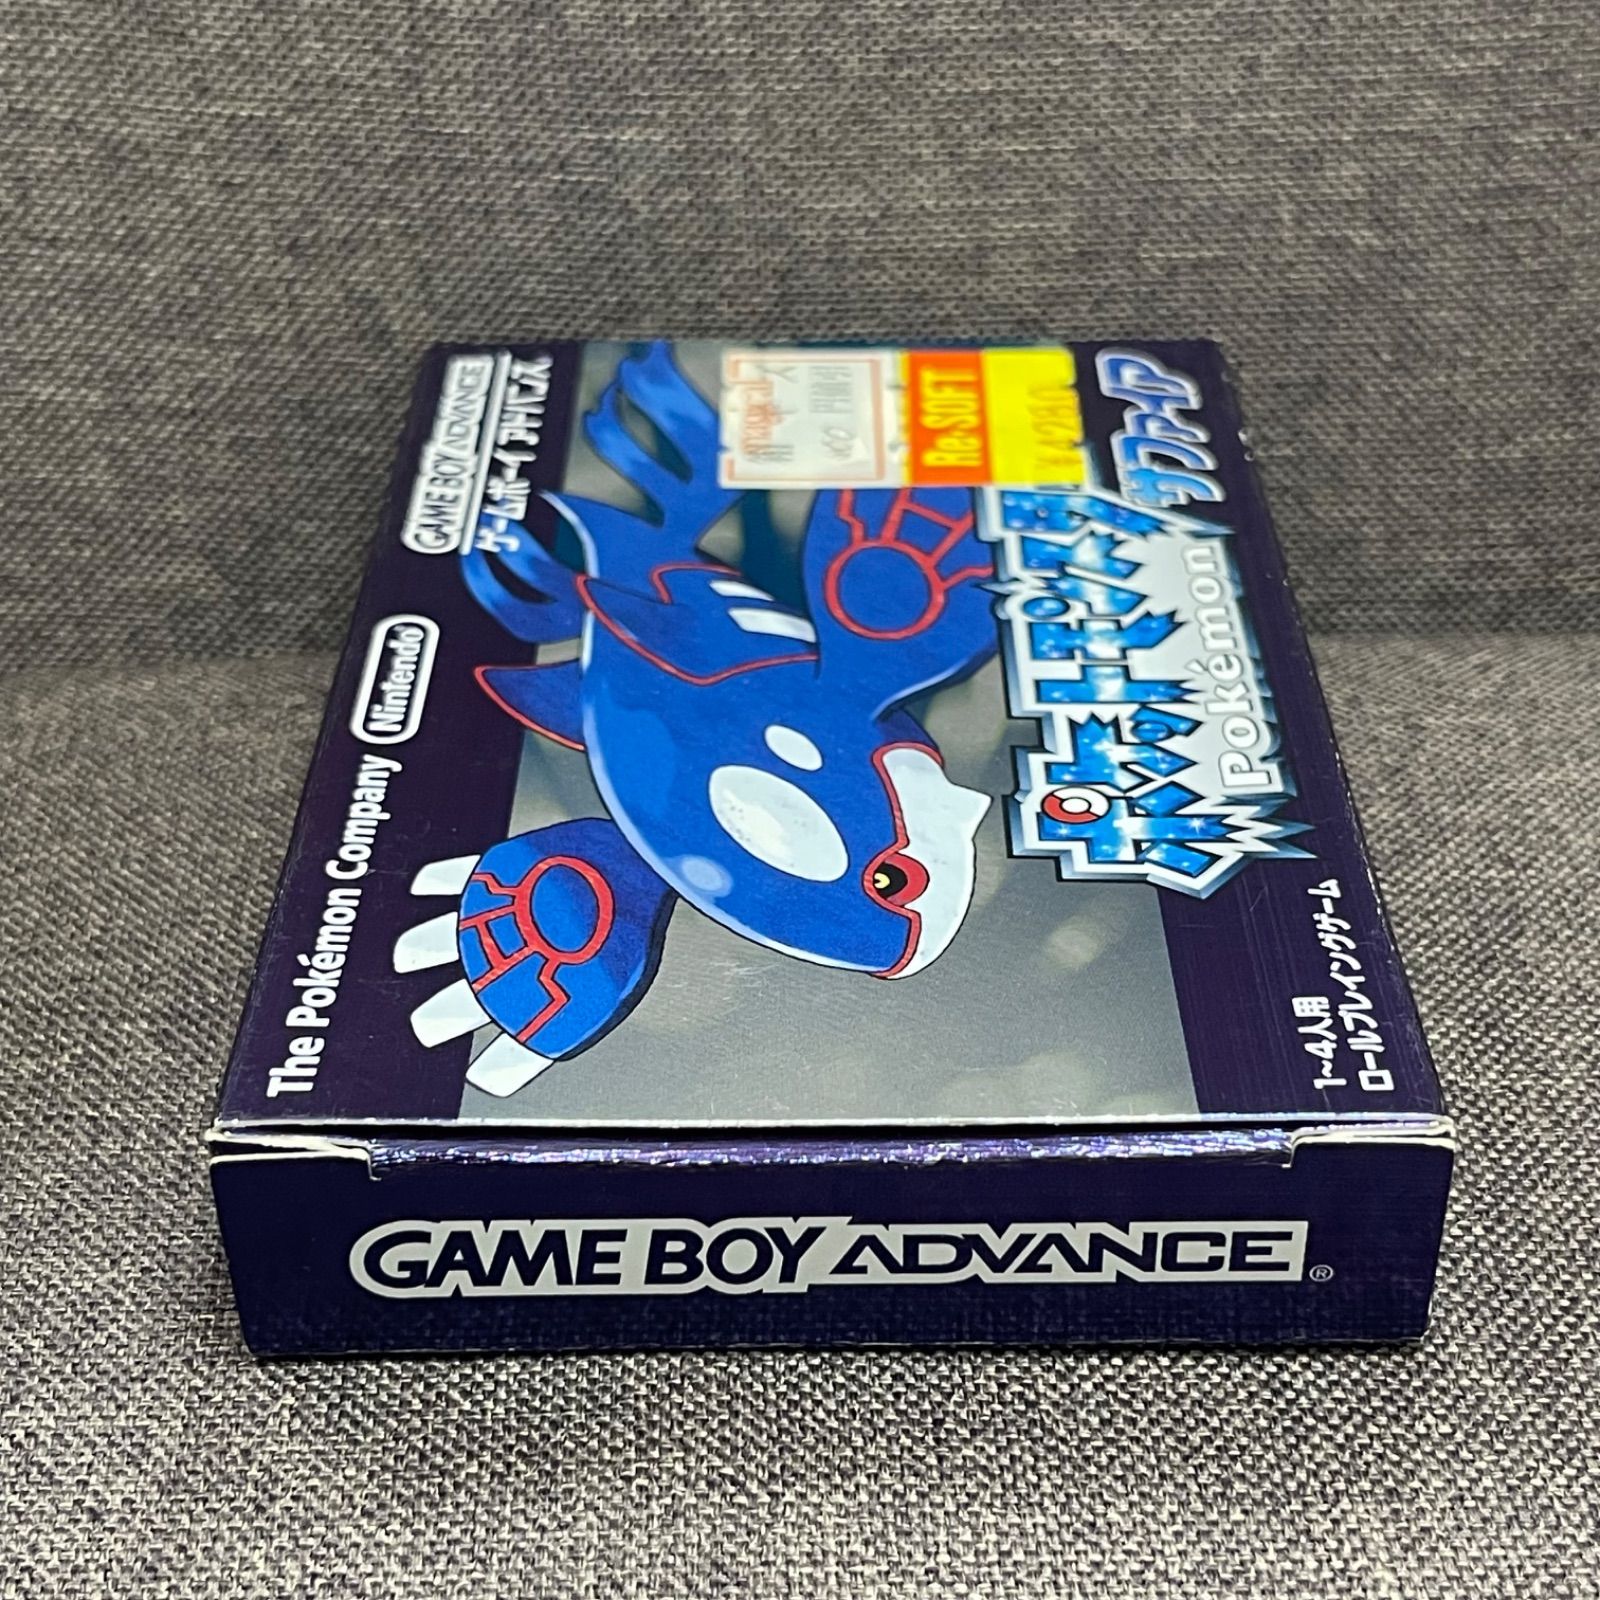 GAME BOY ADVANCE
ゲームボーイ アドバンス
Re-SOFT
ポケットモンスター
サファイア
Pokémon
The Pokémon Company
Nintendo
1~4人用
ロールプレイングゲーム
GAME BOY ADVANCE®